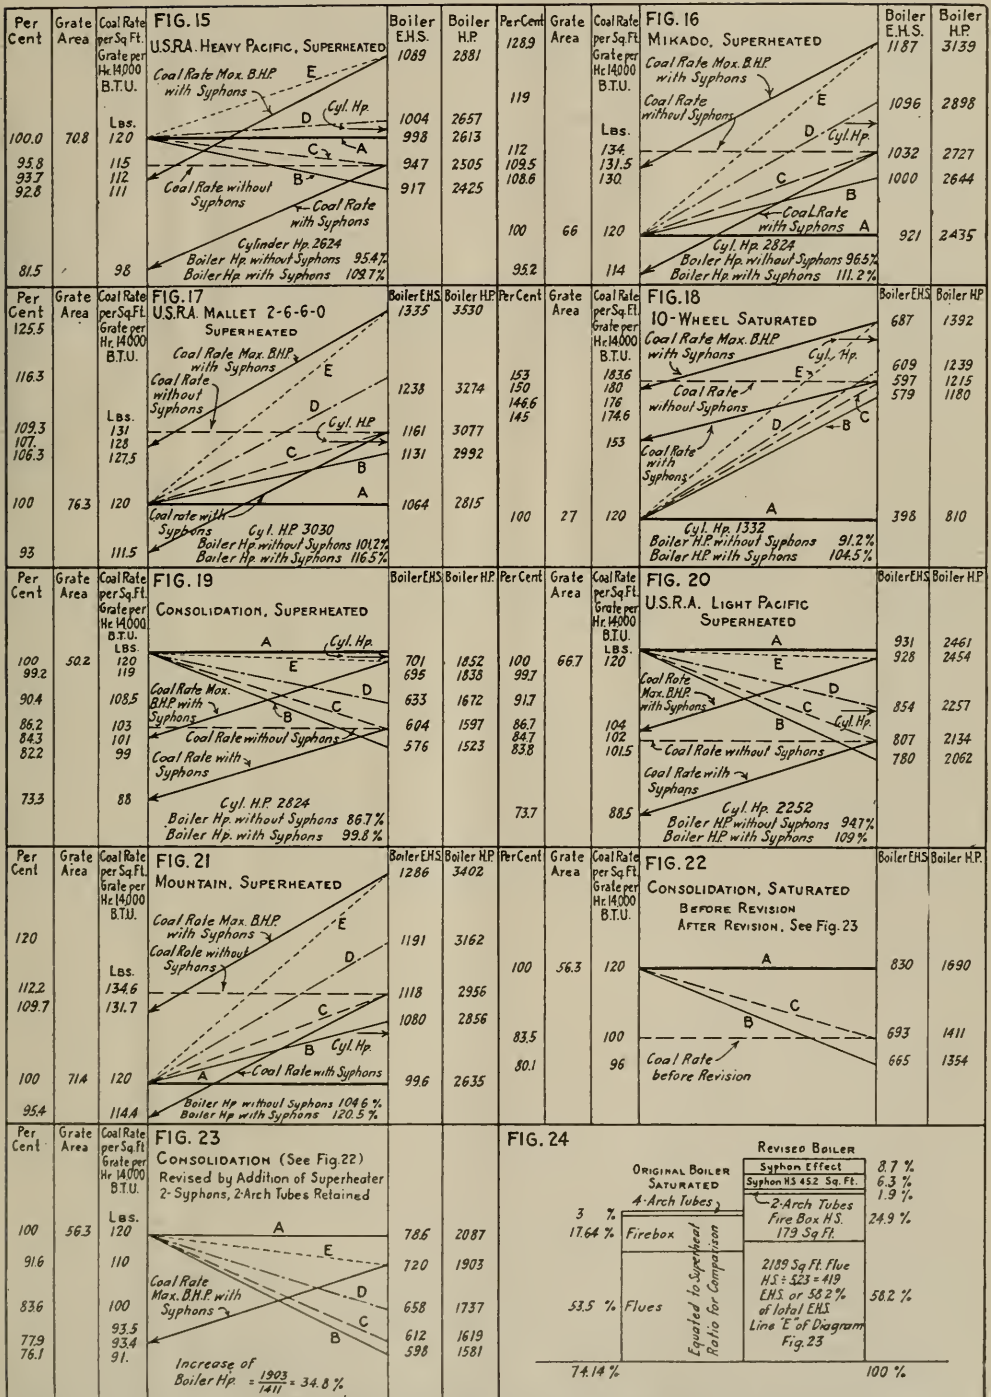 FIG. 15
U.S.R.A. HEAVY PACIFIC, SUPERHEATED
Per Cent
Grate Area
Coal Rate per Sq. Ft. Grate per Hr. 14,000 B.T.U.
Boiler E.H.S.
Boiler H.P.
E
Coal Rate Max. B.H.P. with Syphons
1089 2881
Lbs.
D
Cyl. Hp.
1004 2657
100.0 70.8 120
A
998 2613
95.8 115
C
947 2505
93.7 112
B
92.8 111
917 2425
Coal Rate without Syphons
Coal Rate with Syphons
81.5 98
Cylinder Hp. 2624
Boiler Hp. without Syphons 95.4%
Boiler Hp. with Syphons 109.7%
FIG. 16
MIKADO, SUPERHEATED
Per Cent
Grate Area
Coal Rate per Sq. Ft. Grate per Hr. 14,000 B.T.U.
Boiler E.H.S.
Boiler H.P.
128.9
1187 3139
Coal Rate Max. B.H.P. with Syphons
Coal Rate without Syphons
E
119
1096 2898
D
Cyl. Hp.
Lbs.
112 134
109.5 131.5
1032 2727
108.6 130
C
1000 2644
B
Coal Rate with Syphons
100 66 120
A
921 2435
95.2 114
Cyl. Hp. 2824
Boiler Hp. without Syphons 96.5%
Boiler Hp. with Syphons 111.2%
FIG. 17
U.S.R.A. MALLET 2-6-6-0
SUPERHEATED
Per Cent
Grate Area
Coal Rate per Sq. Ft. Grate per Hr. 14,000 B.T.U.
Boiler E.H.S.
Boiler H.P.
125.5
1335 3530
Coal Rate Max. B.H.P. with Syphons
E
116.3
Coal Rate without Syphons
1238 3274
D
Lbs.
109.3 131
Cyl. H.P.
1161 3077
107. 128
106.3 127.5
C
1131 2992
B
100 76.3 120
A
1064 2815
Coal rate with Syphons
93 111.5
Cyl. H.P. 3030
Boiler Hp. without Syphons 101.2%
Boiler Hp. with Syphons 116.5%
FIG. 18
10-WHEEL SATURATED
Per Cent
Grate Area
Coal Rate per Sq. Ft. Grate per Hr. 14,000 B.T.U.
Boiler E.H.S.
Boiler H.P.
687 1392
Coal Rate Max. B.H.P. with Syphons
Cyl. Hp.
E
153 183.6
609 1239
150 180
597 1215
146.6 176
579 1180
145 174.6
Coal Rate without Syphons
D
C
B
153
Coal Rate with Syphons
100 27 120
A
398 810
Cyl. Hp. 1332
Boiler H.P. without Syphons 91.2%
Boiler H.P. with Syphons 104.5%
FIG. 19
CONSOLIDATION, SUPERHEATED
Per Cent
Grate Area
Coal Rate per Sq. Ft. Grate per Hr. 14,000 B.T.U.
LBS.
Boiler E.H.S.
Boiler H.P.
A
Cyl. Hp.
100 50.2 120
701 1852
99.2 119
E
695 1838
90.4 108.5
D
633 1672
Coal Rate Max. B.H.P. with Syphons
C
B
86.2 103
604 1597
84.3 101
Coal Rate without Syphons
82.2 99
576 1523
Coal Rate with Syphons
73.3 88
Cyl. H.P. 2824
Boiler Hp. without Syphons 86.7%
Boiler Hp. with Syphons 99.8%
FIG. 20
U.S.R.A. LIGHT PACIFIC
SUPERHEATED
Per Cent
Grate Area
Coal Rate per Sq. Ft. Grate per Hr. 14,000 B.T.U.
LBS.
Boiler E.H.S.
Boiler H.P.
A
931 2461
100 66.7 120
E
928 2454
99.7
Coal Rate Max. B.H.P. with Syphons
D
91.7
854 2257
C
B
Cyl. Hp.
86.7 104
84.7 102
807 2134
83.8 101.5
Coal Rate without Syphons
780 2062
Coal Rate with Syphons
73.7 88.5
Cyl. Hp. 2252
Boiler H.P. without Syphons 94.7%
Boiler H.P. with Syphons 109%
FIG. 21
MOUNTAIN, SUPERHEATED
Per Cent
Grate Area
Coal Rate per Sq. Ft. Grate per Hr. 14,000 B.T.U.
Boiler E.H.S.
Boiler H.P.
1286 3402
Coal Rate Max. B.H.P. with Syphons
E
120
1191 3162
Coal Role without Syphons
D
Lbs.
112.2 134.6
1118 2956
109.7 131.7
C
1080 2856
B
Cyl. Hp.
Coal Rate with Syphons
100 71.4 120
A
99.6 2635
95.4 114.4
Boiler Hp without Syphons 104.6%
Boiler Hp with Syphons 120.5%
FIG. 22
CONSOLIDATION, SATURATED
BEFORE REVISION
AFTER REVISION, See Fig. 23
Per Cent
Grate Area
Coal Rate per Sq. Ft. Grate per Hr. 14,000 B.T.U.
Boiler E.H.S.
Boiler H.P.
100 56.3 120
A
830 1690
C
B
83.5 100
693 1411
80.1 96
Coal Rate before Revision
665 1354
FIG. 23
CONSOLIDATION (See Fig. 22)
Revised by Addition of Superheater
2-Syphons, 2-Arch Tubes Retained
Per Cent
Grate Area
Coal Rate per Sq. Ft. Grate per Hr. 14,000 B.T.U.
Lbs.
100 56.3 120
A
78.6 2087
E
91.6 110
720 1903
Coal Rate Max. B.H.P. with Syphons
D
83.6 100
658 1737
C
93.5
B
77.9 93.4
612 1619
76.1 91.
598 1581
Increase of
Boiler Hp. = 1903/1411 = 34.8%
FIG. 24
ORIGINAL BOILER SATURATED
4-Arch Tubes
3 %
17.64 % Firebox
53.5 % Flues
74.14 %
Equated to Superheat Ratio for Comparison
REVISED BOILER
Syphon Effect 8.7 %
Syphon H.S. 45.2 Sq. Ft. 6.3 %
2-Arch Tubes 1.9 %
Fire Box H.S. 179 Sq Ft. 24.9 %
2189 Sq Ft. Flue
H.S. ÷ 5.23 = 419
E.H.S. or 58.2 %
of total E.H.S.
Line "E" of Diagram
Fig. 23
58.2 %
100 %